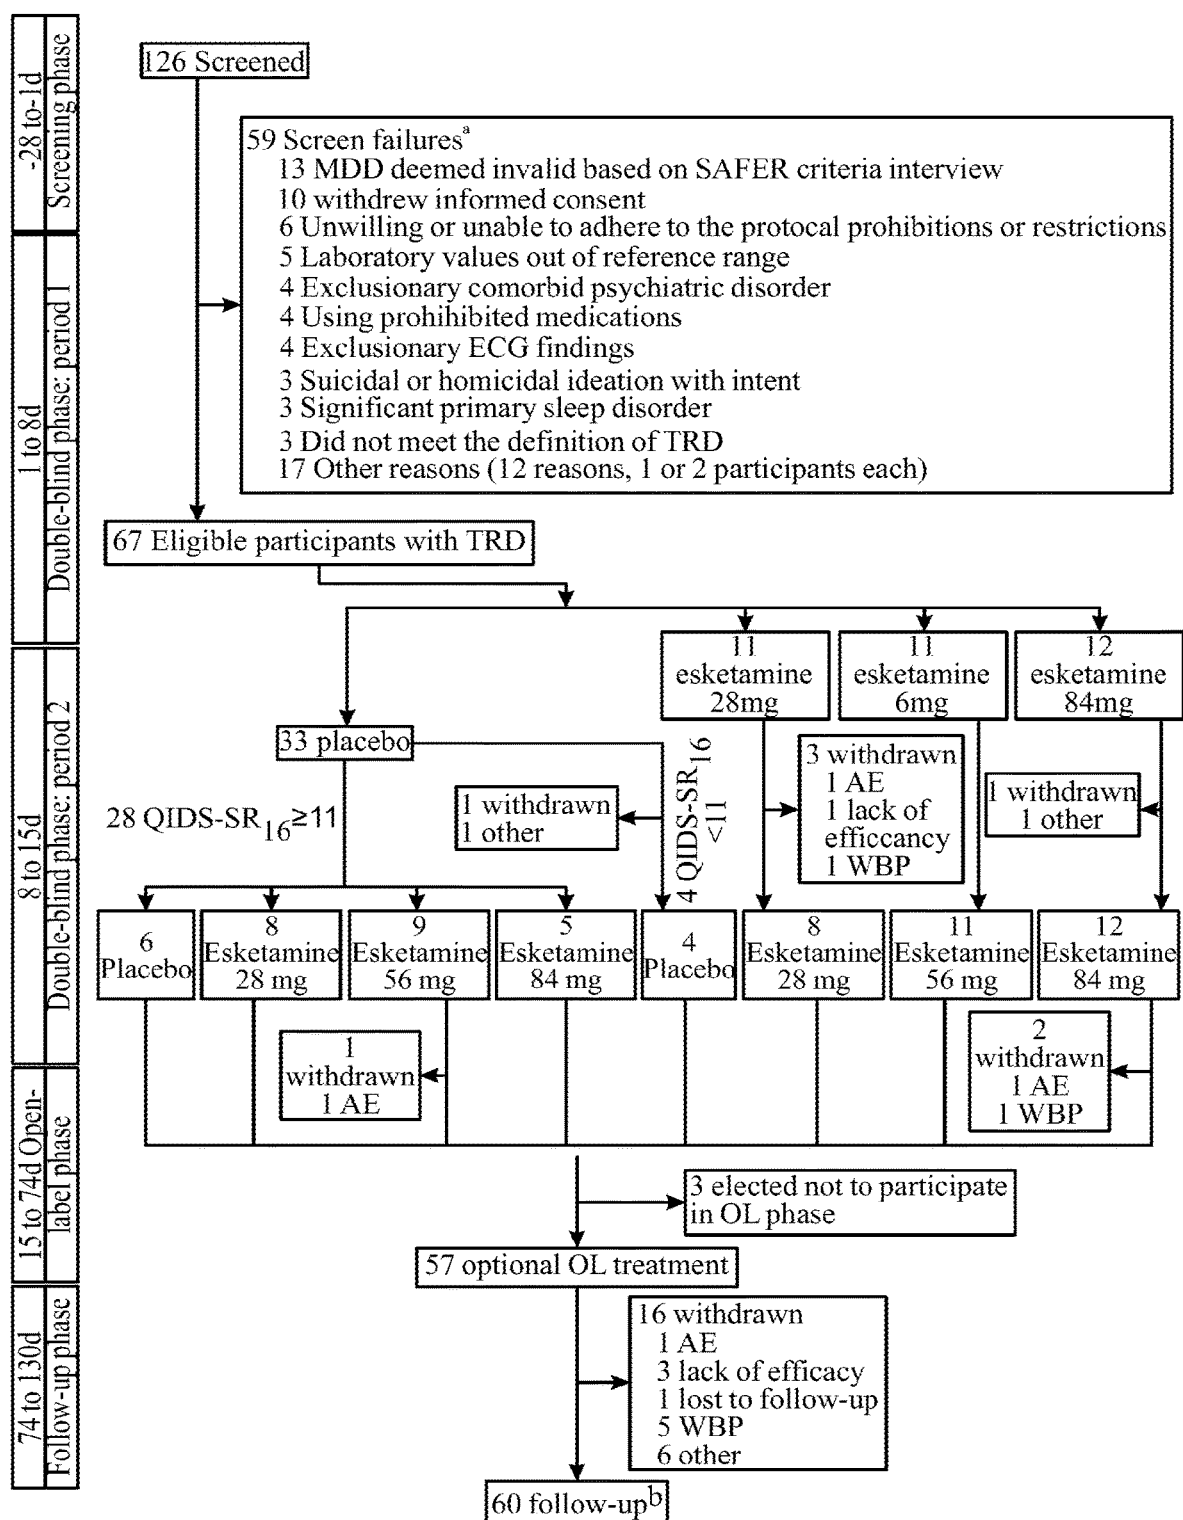 -28 to-1d
Screening phase
1 to 8d
Double-blind phase: period 1
8 to 15d
Double-blind phase: period 2
15 to 74d Open-
label phase
74 to 130d
Follow-up phase
126 Screened
59 Screen failuresᵃ
13 MDD deemed invalid based on SAFER criteria interview
10 withdrew informed consent
6 Unwilling or unable to adhere to the protocal prohibitions or restrictions
5 Laboratory values out of reference range
4 Exclusionary comorbid psychiatric disorder
4 Using prohihibited medications
4 Exclusionary ECG findings
3 Suicidal or homicidal ideation with intent
3 Significant primary sleep disorder
3 Did not meet the definition of TRD
17 Other reasons (12 reasons, 1 or 2 participants each)
67 Eligible participants with TRD
11
esketamine
28mg
11
esketamine
6mg
12
esketamine
84mg
33 placebo
28 QIDS-SR₁₆≥11
1 withdrawn
1 other
4 QIDS-SR₁₆
<11
3 withdrawn
1 AE
1 lack of
efficcancy
1 WBP
1 withdrawn
1 other
6
Placebo
8
Esketamine
28 mg
9
Esketamine
56 mg
5
Esketamine
84 mg
4
Placebo
8
Esketamine
28 mg
11
Esketamine
56 mg
12
Esketamine
84 mg
1
withdrawn
1 AE
2
withdrawn
1 AE
1 WBP
3 elected not to participate
in OL phase
57 optional OL treatment
16 withdrawn
1 AE
3 lack of efficacy
1 lost to follow-up
5 WBP
6 other
60 follow-upᵇ